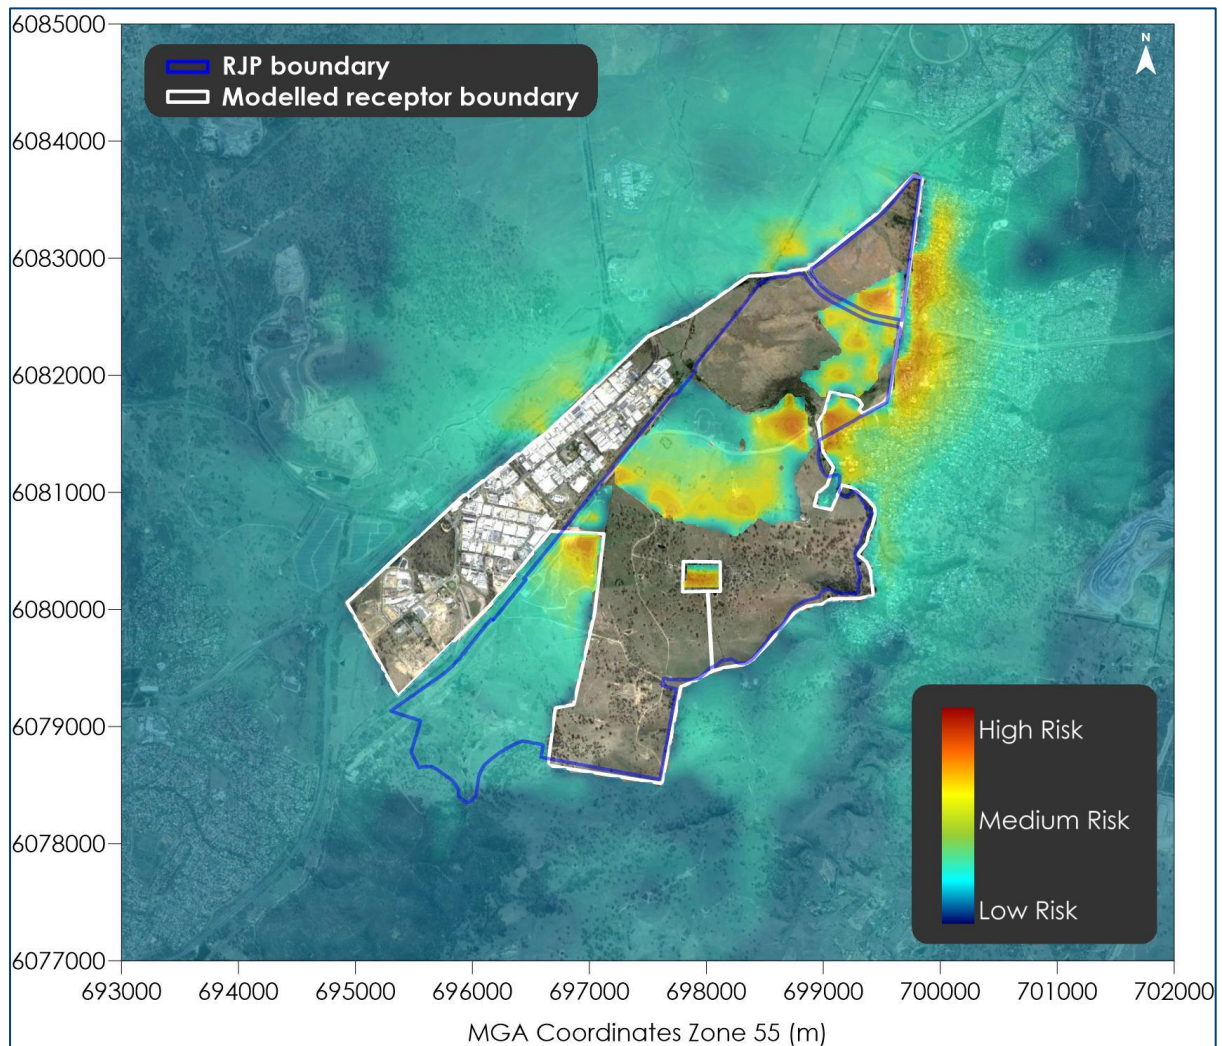 6085000
6084000
6083000
6082000
6081000
6080000
6079000
6078000
6077000
RJP boundary
Modelled receptor boundary
N
High Risk
Medium Risk
Low Risk
693000 694000 695000 696000 697000 698000 699000 700000 701000 702000
MGA Coordinates Zone 55 (m)